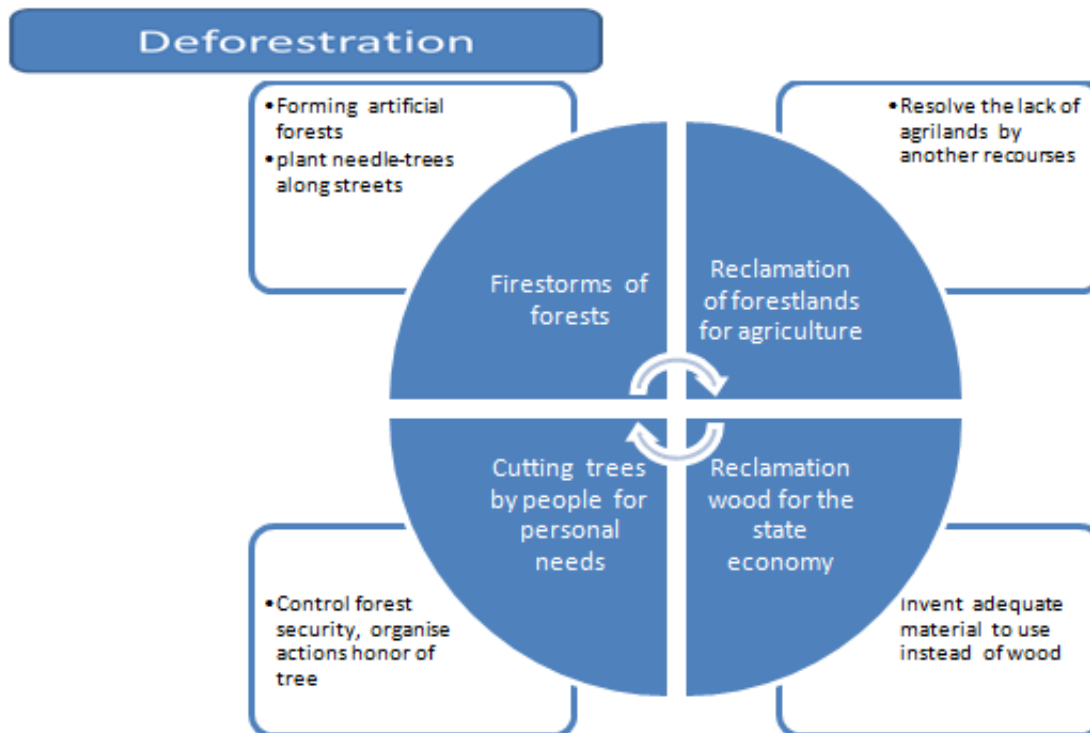 Deforestration
•Forming artificial
forests
•plant needle-trees
along streets
•Resolve the lack of
agrilands by
another recourses
Firestorms of
forests
Reclamation
of forestlands
for agriculture
Cutting trees
by people for
personal
needs
Reclamation
wood for the
state
economy
•Control forest
security, organise
actions honor of
tree
Invent adequate
material to use
instead of wood